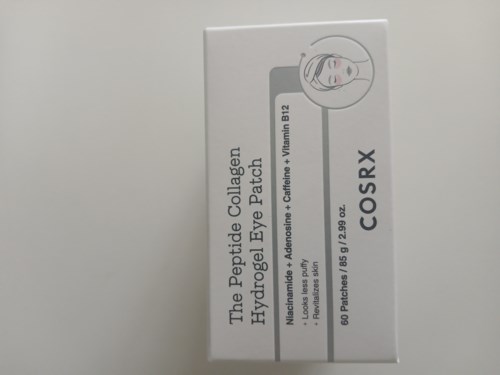 The Peptide Collagen
Hydrogel Eye Patch
Niacinamide + Adenosine + Caffeine + Vitamin B12
• Looks less puffy
• Revitalizes skin
60 Patches / 85 g / 2.99 oz.
COSRX